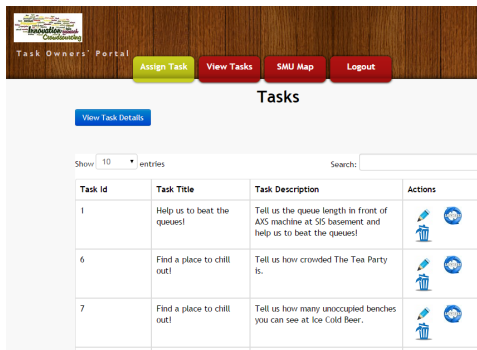 Innovation
Crowdsourcing
Task Owners' Portal
Assign Task View Tasks SMU Map Logout
Tasks
View Task Details
Show 10 entries Search:
Task Id Task Title Task Description Actions
1 Help us to beat the Tell us the queue length in front of
queues! AXS machine at SIS basement and
help us to beat the queues!
6 Find a place to chill Tell us how crowded The Tea Party
out! is.
7 Find a place to chill Tell us how many unoccupied benches
out! you can see at Ice Cold Beer.